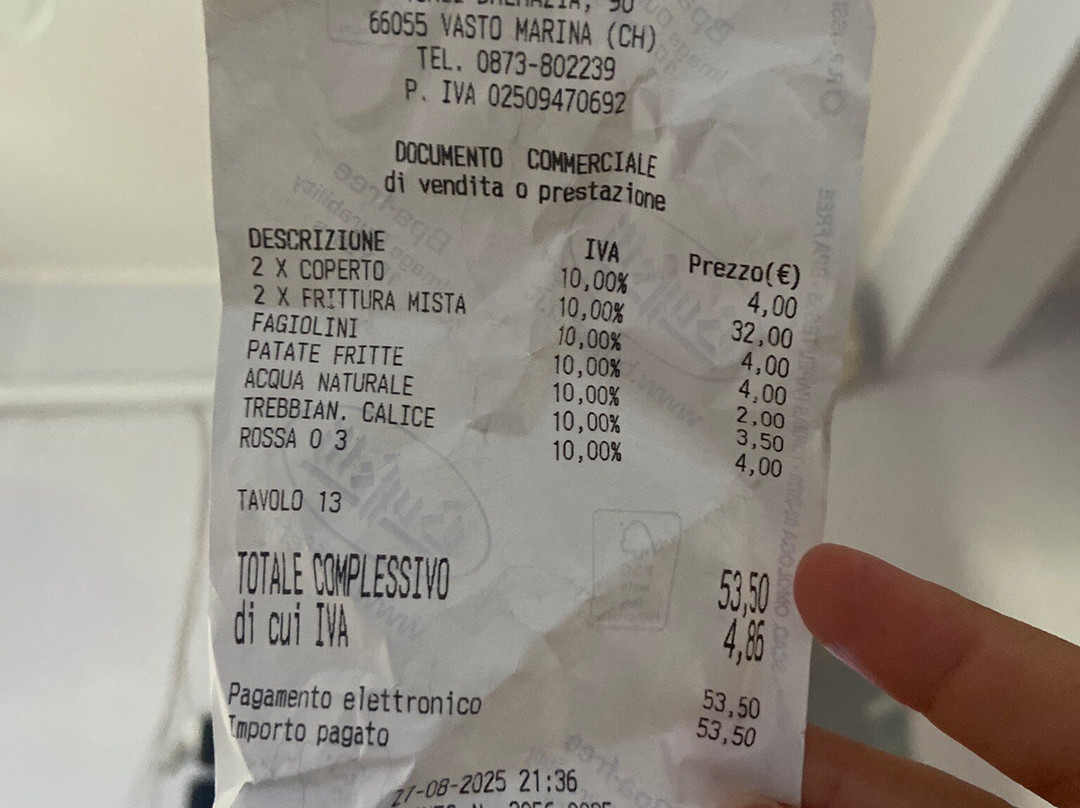 DALMAZIA, 90
66055 VASTO MARINA (CH)
TEL. 0873-802239
P. IVA 02509470692
DOCUMENTO COMMERCIALE
di vendita o prestazione
DESCRIZIONE IVA Prezzo(€)
2 X COPERTO 10,00% 4,00
2 X FRITTURA MISTA 10,00% 32,00
FAGIOLINI 10,00% 4,00
PATATE FRITTE 10,00% 4,00
ACQUA NATURALE 10,00% 2,00
TREBBIAN. CALICE 10,00% 3,50
ROSSA 0 3 10,00% 4,00
TAVOLO 13
TOTALE COMPLESSIVO 53,50
di cui IVA 4,86
Pagamento elettronico 53,50
Importo pagato 53,50
21:36